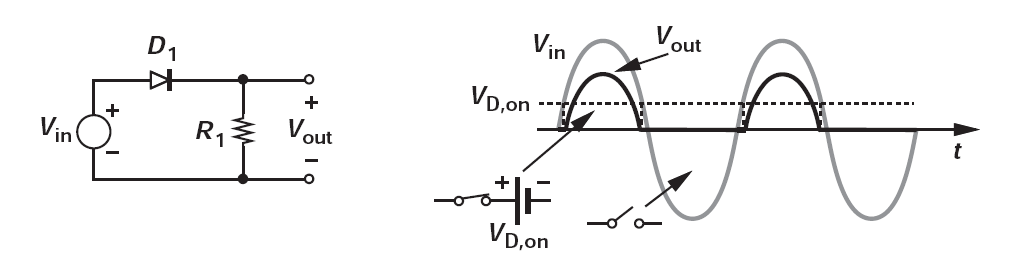 D1
Vin
+
−
R1
+
Vout
−
Vin
Vout
VD,on
t
+ −
VD,on